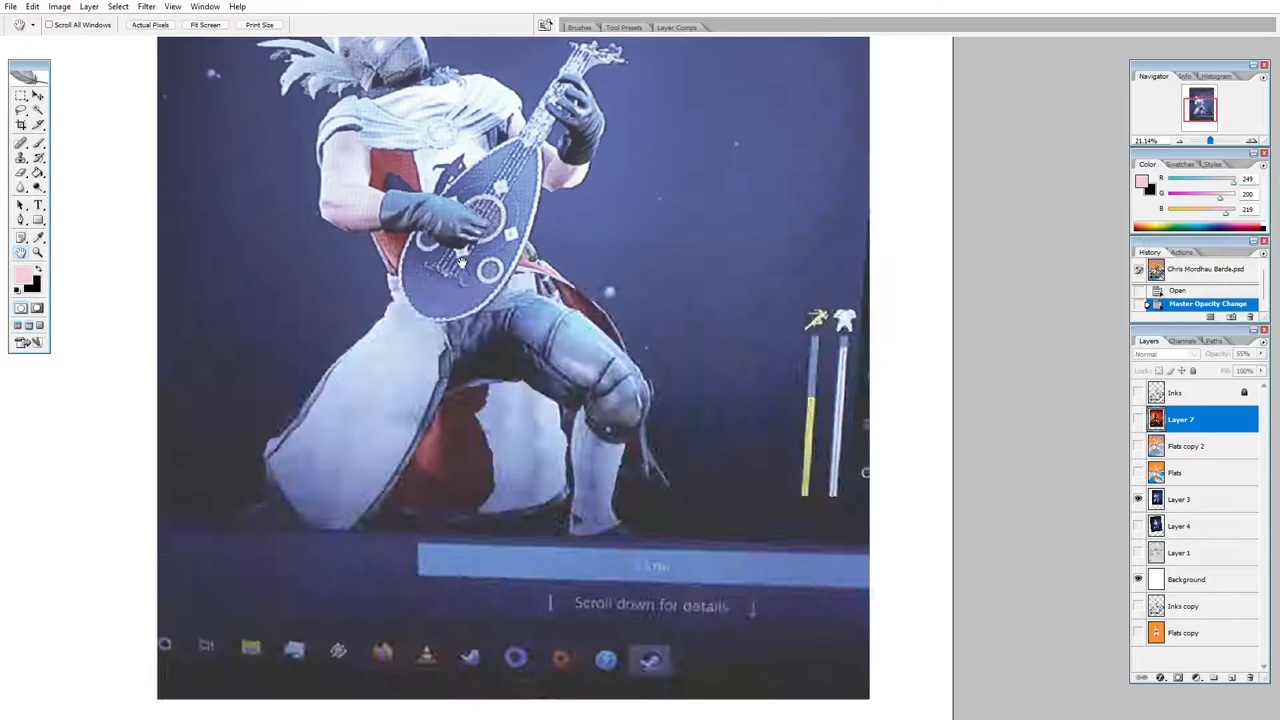 File Edit Image Layer Select Filter View Window Help
Scroll All Windows Actual Pixels Fit Screen Print Size Brushes Tool Presets Layer Comps
Navigator Info Histogram
21.14%
Color Swatches Styles
R 249
G 200
B 219
History Actions
Chris Mordhau Barde.psd
Open
Master Opacity Change
Layers Channels Paths
Normal Opacity: 55%
Locks Fill: 100%
Inks
Layer 7
Flats copy 2
Flats
Layer 3
Layer 4
Layer 1
Background
Inks copy
Flats copy
Scroll down for details